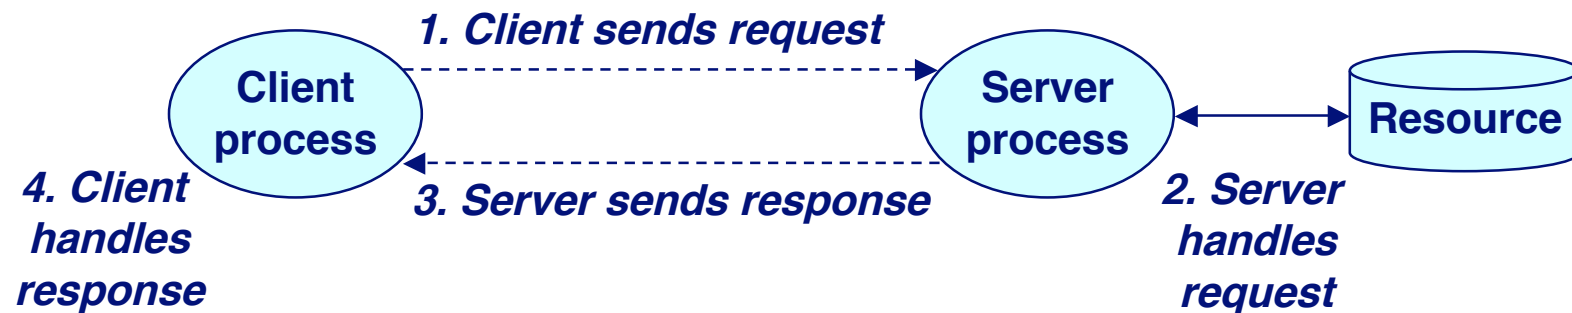 1. Client sends request
Client
process
Server
process
Resource
3. Server sends response
4. Client
handles
response
2. Server
handles
request